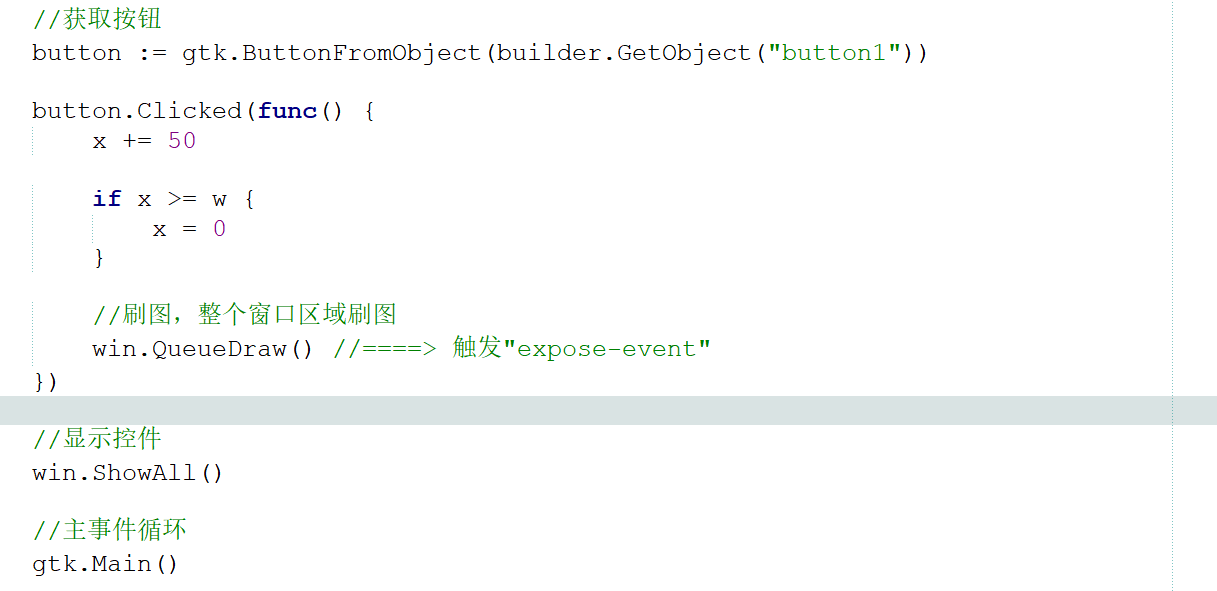 //获取按钮
button := gtk.ButtonFromObject(builder.GetObject("button1"))
button.Clicked(func() {
x += 50
if x >= w {
x = 0
}
//刷图，整个窗口区域刷图
win.QueueDraw() //====> 触发"expose-event"
})
//显示控件
win.ShowAll()
//主事件循环
gtk.Main()